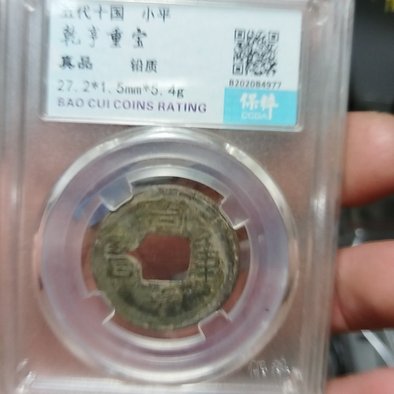 五代十国 小平
乾亨重宝
真品 铅质
27.2*1.5mm*5.4g
BAO CUI COINS RATING
8202084977
保粹